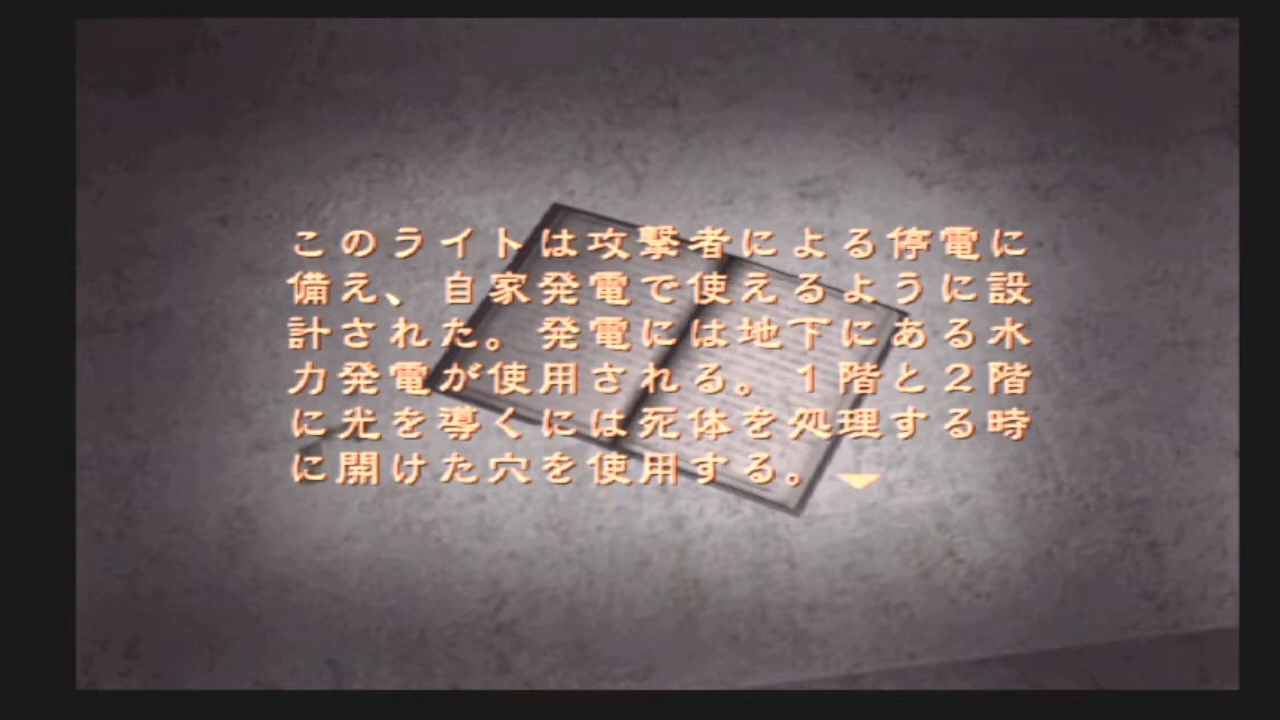 このライトは攻撃者による停電に
備え、自家発電で使えるように設
計された。発電には地下にある水
力発電が使用される。１階と２階
に光を導くには死体を処理する時
に開けた穴を使用する。